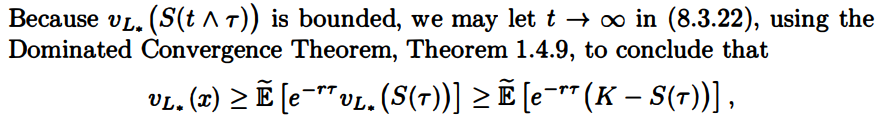 Because $v_{L_*}(S(t \wedge \tau))$ is bounded, we may let $t \to \infty$ in (8.3.22), using the
Dominated Convergence Theorem, Theorem 1.4.9, to conclude that
$v_{L_*}(x) \geq \widetilde{\mathbb{E}}\left[e^{-r\tau} v_{L_*}(S(\tau))\right] \geq \widetilde{\mathbb{E}}\left[e^{-r\tau}(K - S(\tau))\right],$